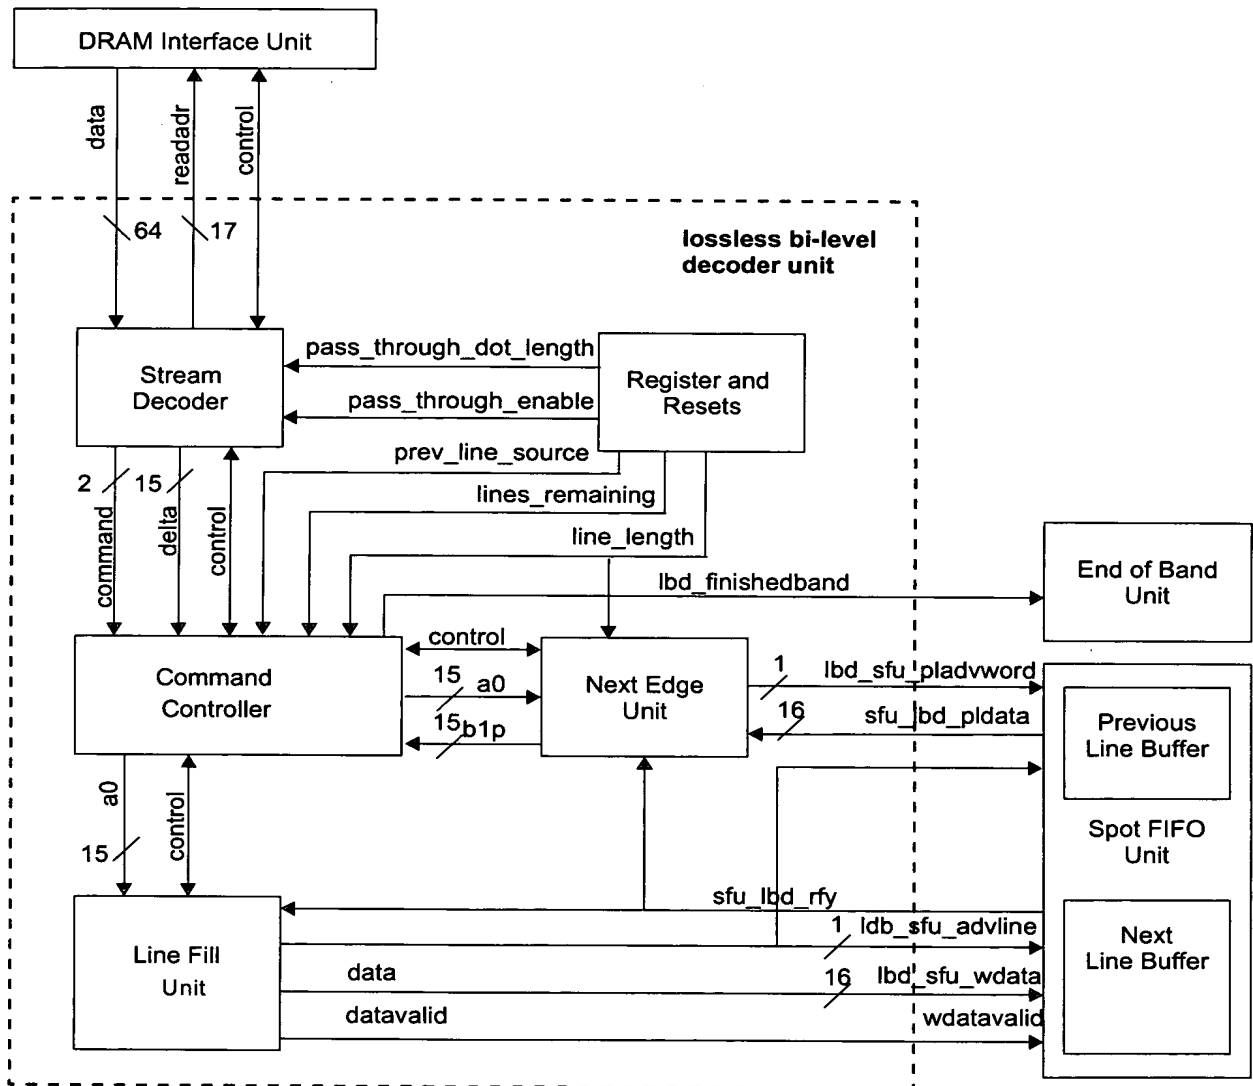 DRAM Interface Unit
data
readadr
control
64
17
lossless bi-level
decoder unit
Stream
Decoder
pass_through_dot_length
pass_through_enable
Register and
Resets
prev_line_source
lines_remaining
line_length
2
15
command
delta
control
lbd_finishedband
End of Band
Unit
Command
Controller
control
15
a0
15
b1p
Next Edge
Unit
1
lbd_sfu_pladvword
16
sfu_lbd_pldata
Previous
Line Buffer
Spot FIFO
Unit
a0
15
control
sfu_lbd_rfy
Line Fill
Unit
1
ldb_sfu_advline
data
16
lbd_sfu_wdata
datavalid
wdatavalid
Next
Line Buffer